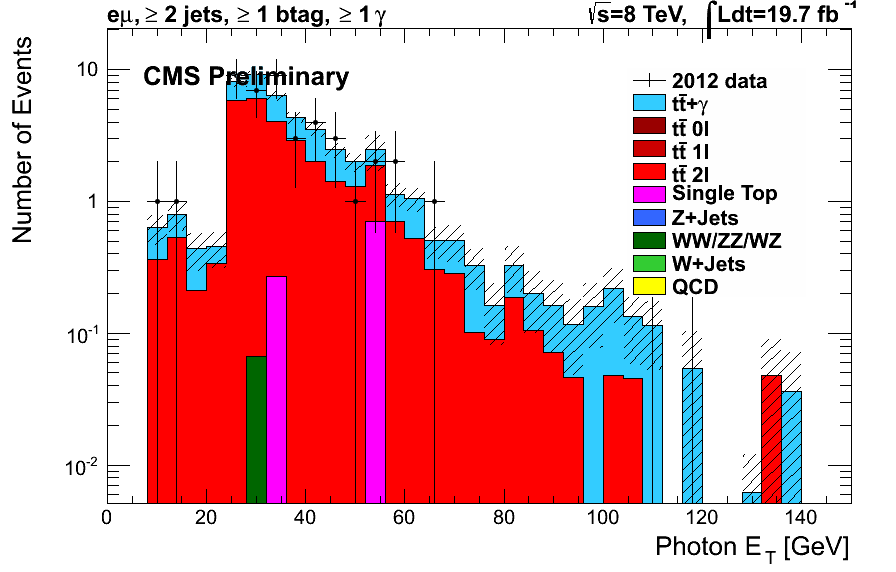 eμ, ≥ 2 jets, ≥ 1 btag, ≥ 1 γ
√s=8 TeV, ∫Ldt=19.7 fb⁻¹
CMS Preliminary
2012 data
tt̄+γ
tt̄ 0l
tt̄ 1l
tt̄ 2l
Single Top
Z+Jets
WW/ZZ/WZ
W+Jets
QCD
Number of Events
10
1
10⁻¹
10⁻²
0 20 40 60 80 100 120 140
Photon E_T [GeV]